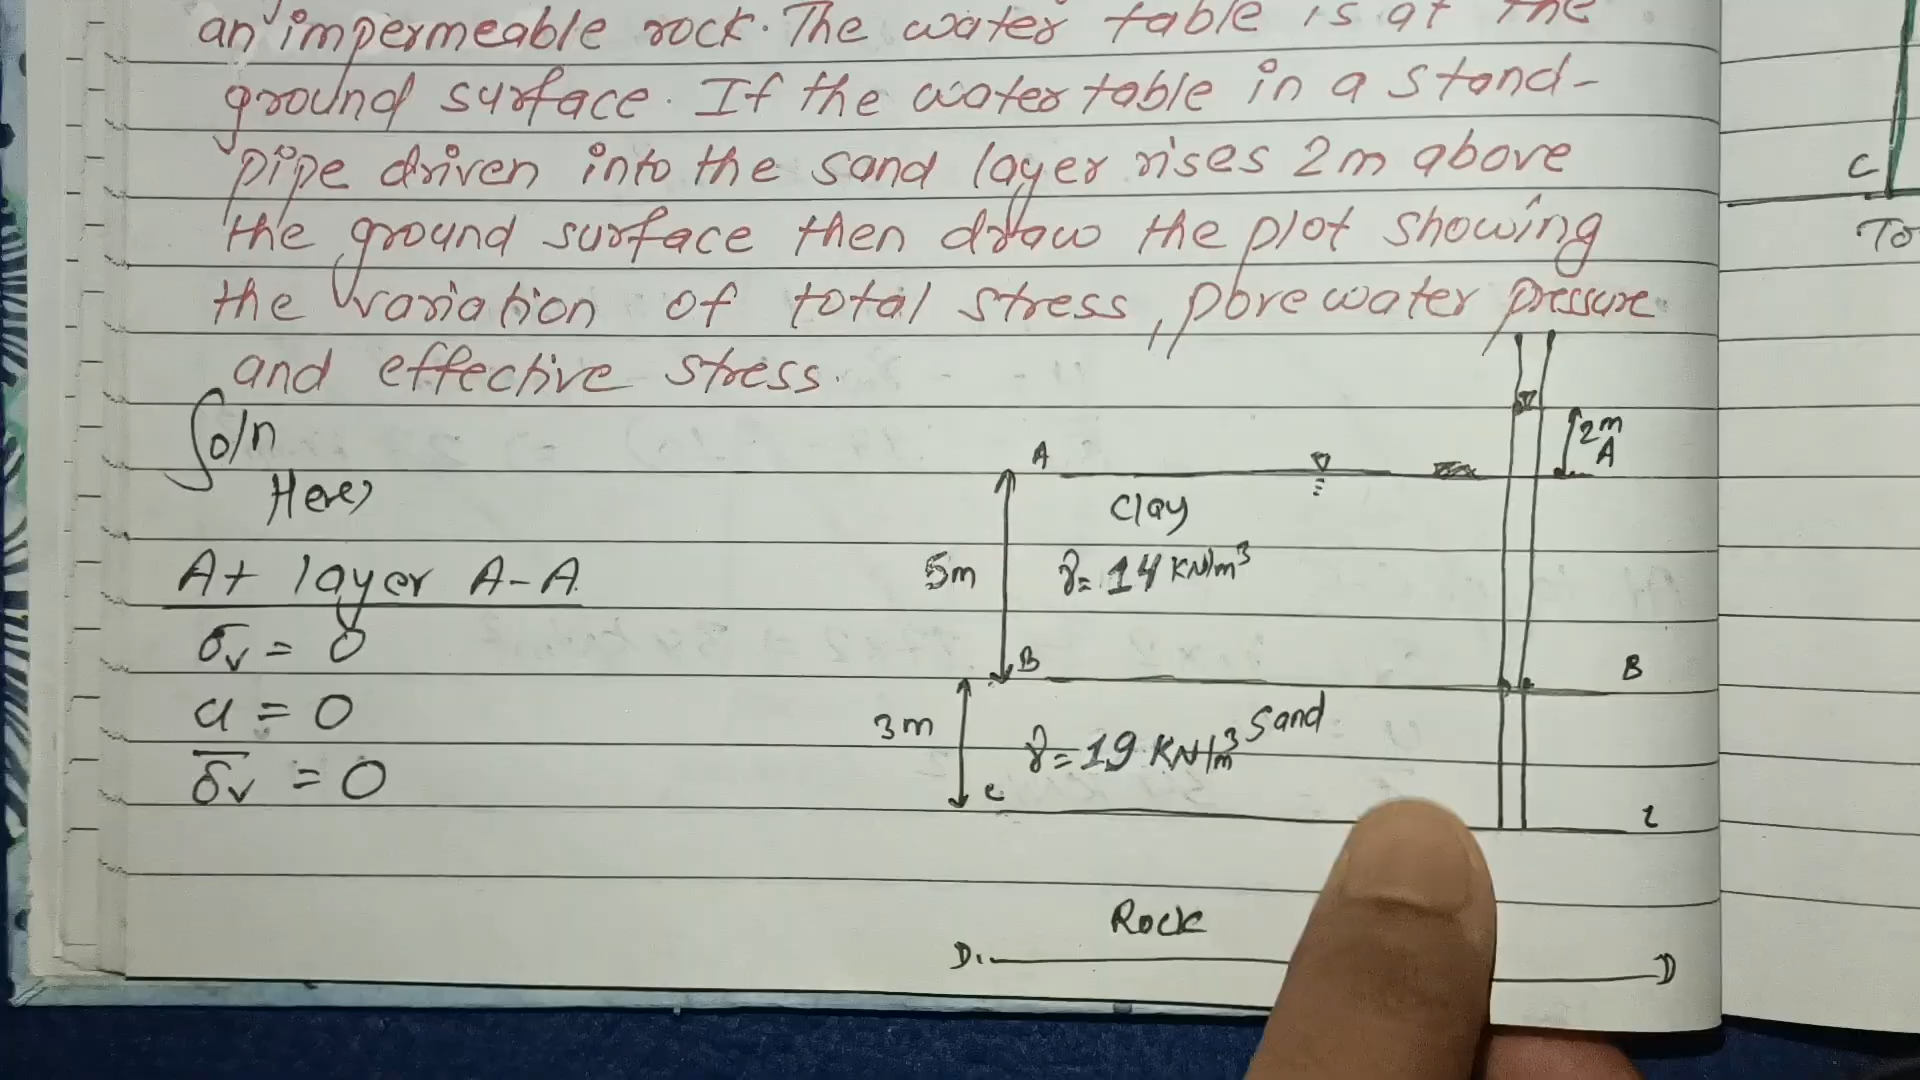 an impermeable rock. The water table is at the
ground surface. If the water table in a stand-
pipe driven into the sand layer rises 2m above
the ground surface then draw the plot showing
the variation of total stress, pore water pressure
and effective stress.
Soln
Here,
At layer A-A
σv = 0
u = 0
σ̅v = 0
2m
A
A
Clay
5m
γ = 14 KN/m³
B
B
3m
Sand
γ = 19 KN/m³
c
Rock
D
D
C
To